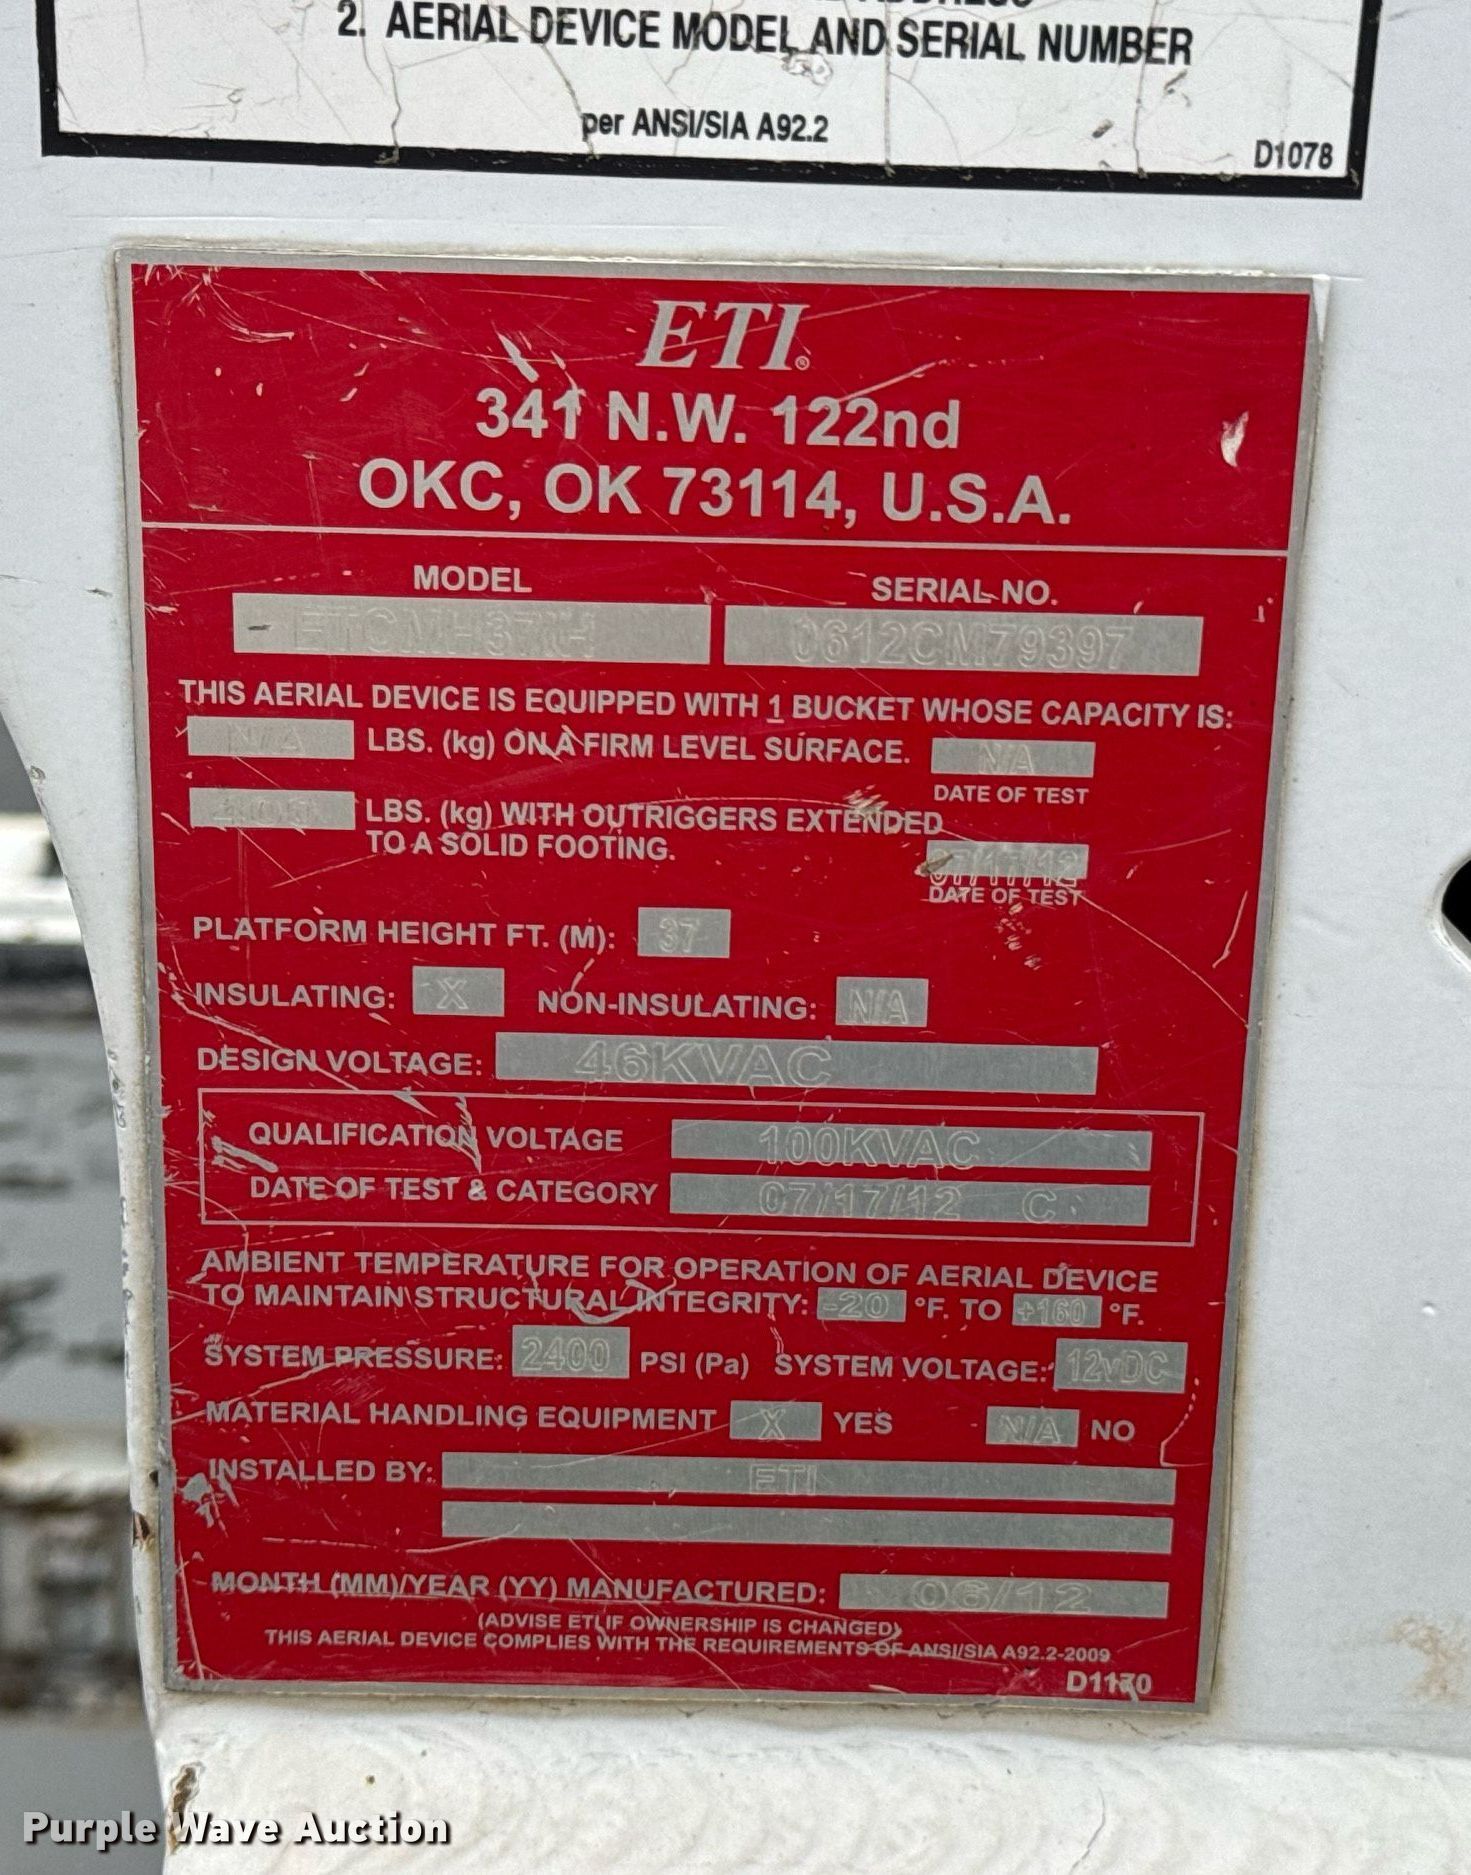 2. AERIAL DEVICE MODEL AND SERIAL NUMBER
per ANSI/SIA A92.2
D1078
ETI®
341 N.W. 122nd
OKC, OK 73114, U.S.A.
MODEL SERIAL NO.
0612CM79397
THIS AERIAL DEVICE IS EQUIPPED WITH 1 BUCKET WHOSE CAPACITY IS:
N/A LBS. (kg) ON A FIRM LEVEL SURFACE. N/A
DATE OF TEST
LBS. (kg) WITH OUTRIGGERS EXTENDED
TO A SOLID FOOTING.
07/17/12
DATE OF TEST
PLATFORM HEIGHT FT. (M): 37
INSULATING: X NON-INSULATING: N/A
DESIGN VOLTAGE: 46KVAC
QUALIFICATION VOLTAGE 100KVAC
DATE OF TEST & CATEGORY 07/17/12 C
AMBIENT TEMPERATURE FOR OPERATION OF AERIAL DEVICE
TO MAINTAIN STRUCTURAL INTEGRITY: -20 °F. TO +160 °F.
SYSTEM PRESSURE: 2400 PSI (Pa) SYSTEM VOLTAGE: 12vDC
MATERIAL HANDLING EQUIPMENT X YES N/A NO
INSTALLED BY: ETI
MONTH (MM)/YEAR (YY) MANUFACTURED: 06/12
(ADVISE ETI IF OWNERSHIP IS CHANGED)
THIS AERIAL DEVICE COMPLIES WITH THE REQUIREMENTS OF ANSI/SIA A92.2-2009
D1170
Purple Wave Auction